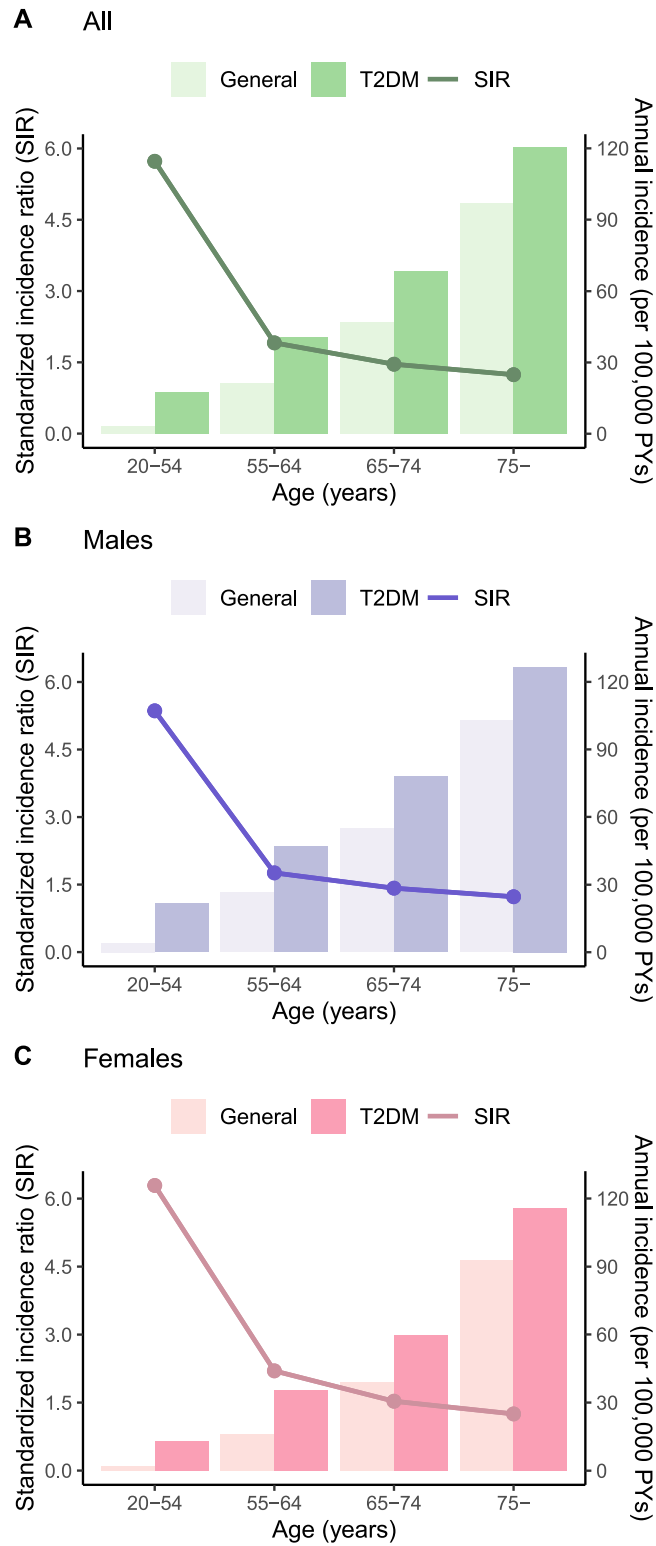 A All
General T2DM SIR
Standardized incidence ratio (SIR)
6.0
4.5
3.0
1.5
0.0
120
90
60
30
0
Annual incidence (per 100,000 PYs)
20−54 55−64 65−74 75−
Age (years)
B Males
General T2DM SIR
Standardized incidence ratio (SIR)
6.0
4.5
3.0
1.5
0.0
120
90
60
30
0
Annual incidence (per 100,000 PYs)
20−54 55−64 65−74 75−
Age (years)
C Females
General T2DM SIR
Standardized incidence ratio (SIR)
6.0
4.5
3.0
1.5
0.0
120
90
60
30
0
Annual incidence (per 100,000 PYs)
20−54 55−64 65−74 75−
Age (years)